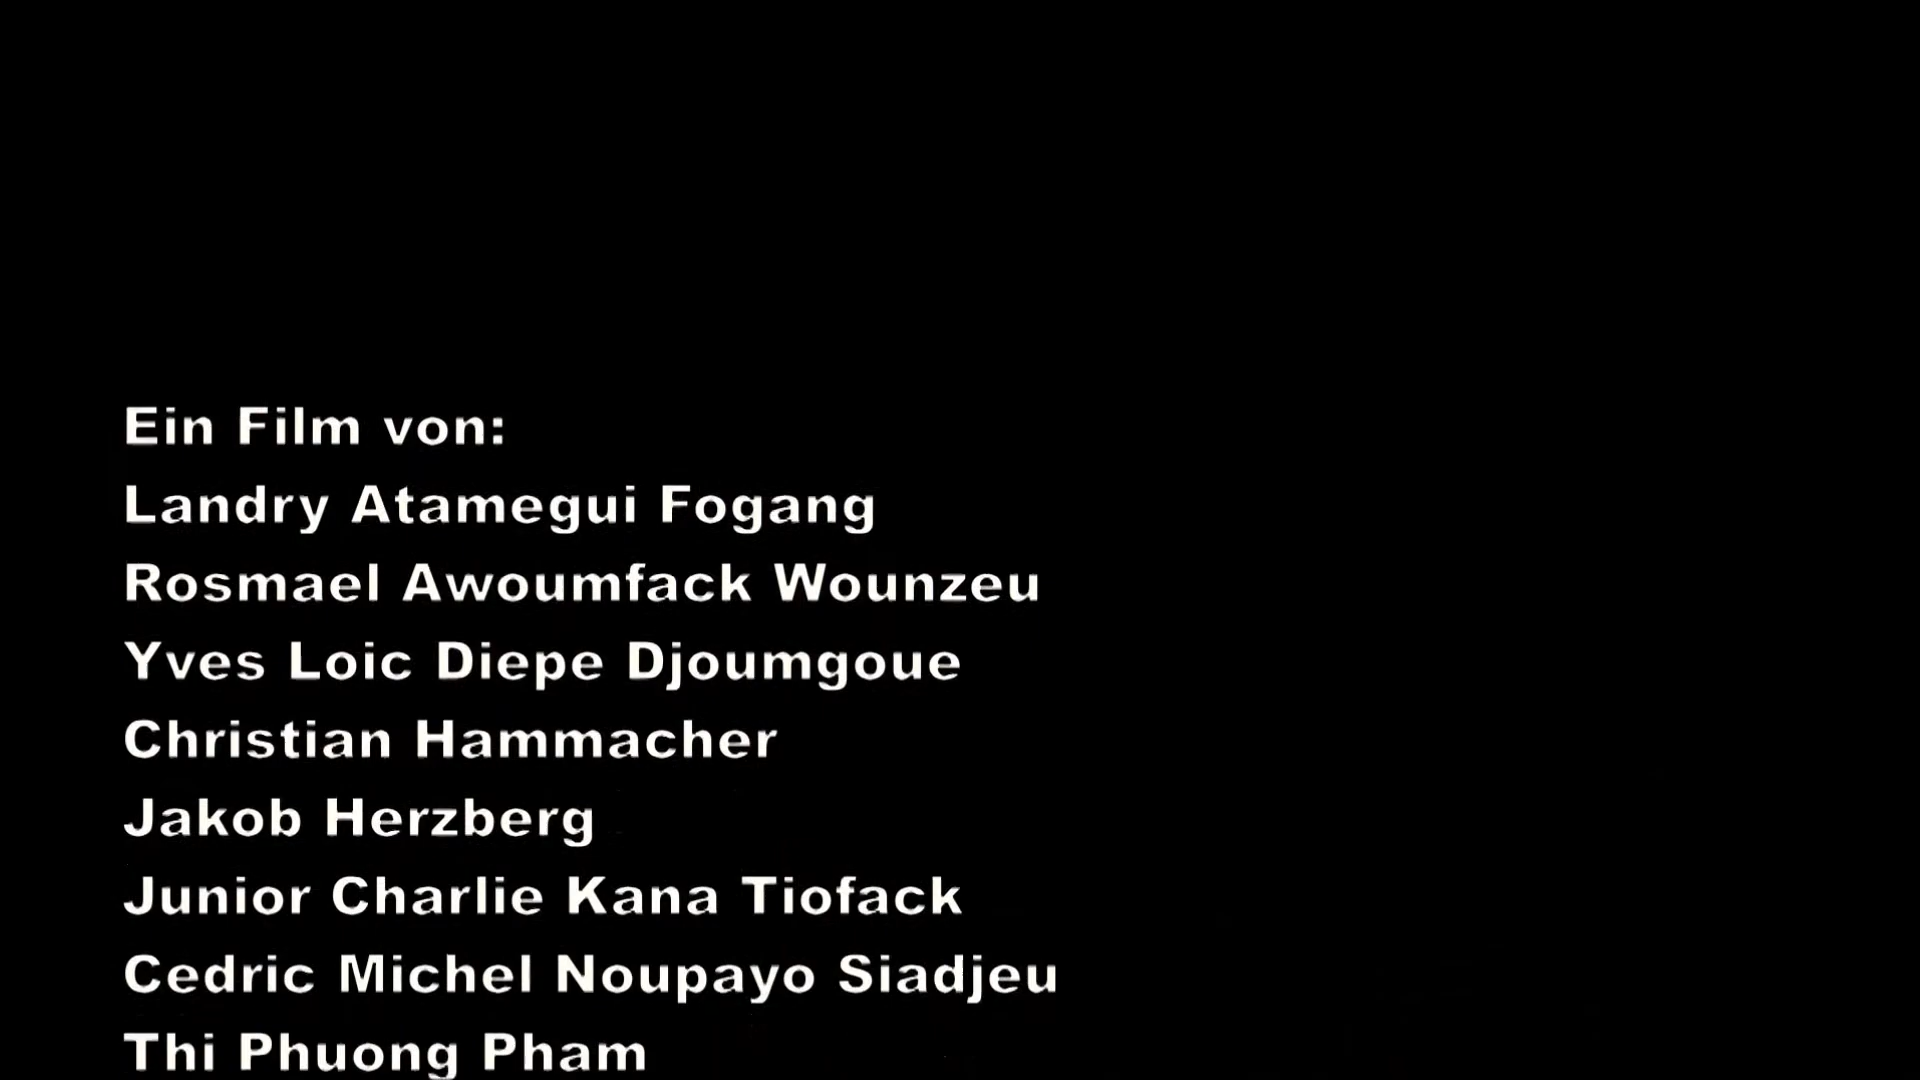 Ein Film von:
Landry Atamegui Fogang
Rosmael Awoumfack Wounzeu
Yves Loic Diepe Djoumgoue
Christian Hammacher
Jakob Herzberg
Junior Charlie Kana Tiofack
Cedric Michel Noupayo Siadjeu
Thi Phuong Pham